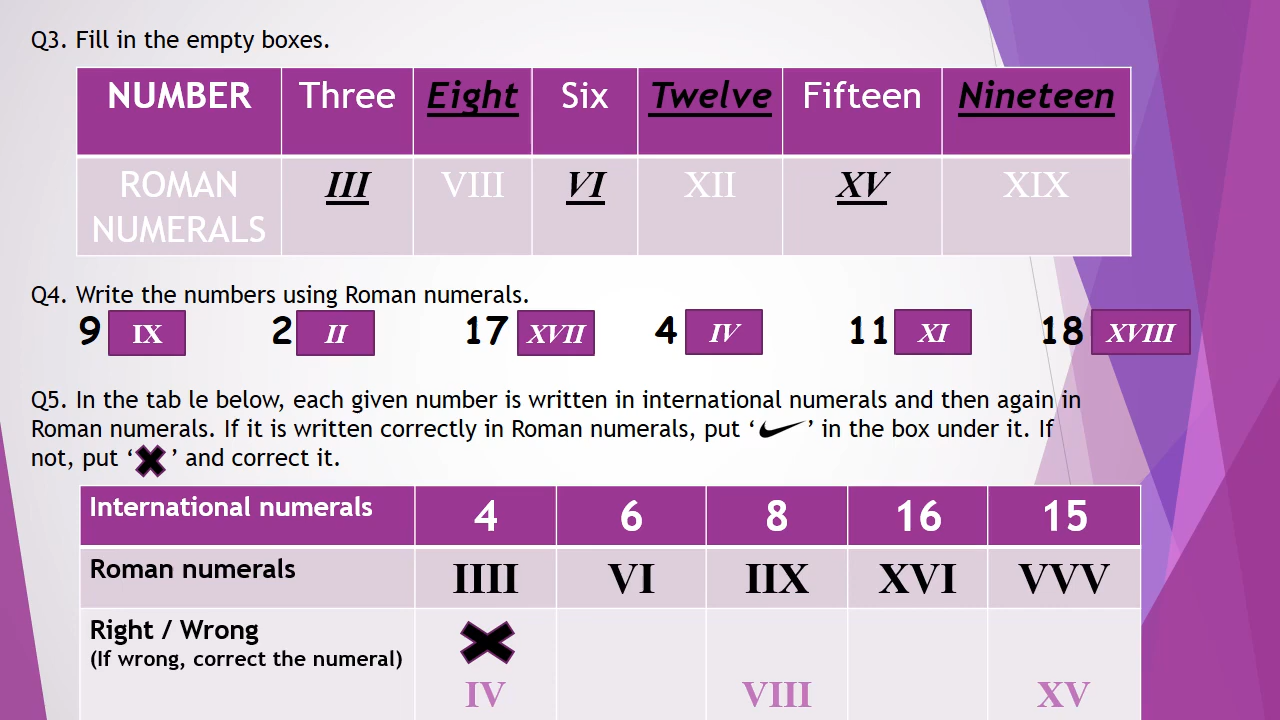 Q3. Fill in the empty boxes.
NUMBER Three Eight Six Twelve Fifteen Nineteen
ROMAN NUMERALS III VIII VI XII XV XIX
Q4. Write the numbers using Roman numerals.
9 IX 2 II 17 XVII 4 IV 11 XI 18 XVIII
Q5. In the tab le below, each given number is written in international numerals and then again in
Roman numerals. If it is written correctly in Roman numerals, put ‘✓’ in the box under it. If
not, put ‘✖’ and correct it.
International numerals 4 6 8 16 15
Roman numerals IIII VI IIX XVI VVV
Right / Wrong ✖
(If wrong, correct the numeral)
IV VIII XV